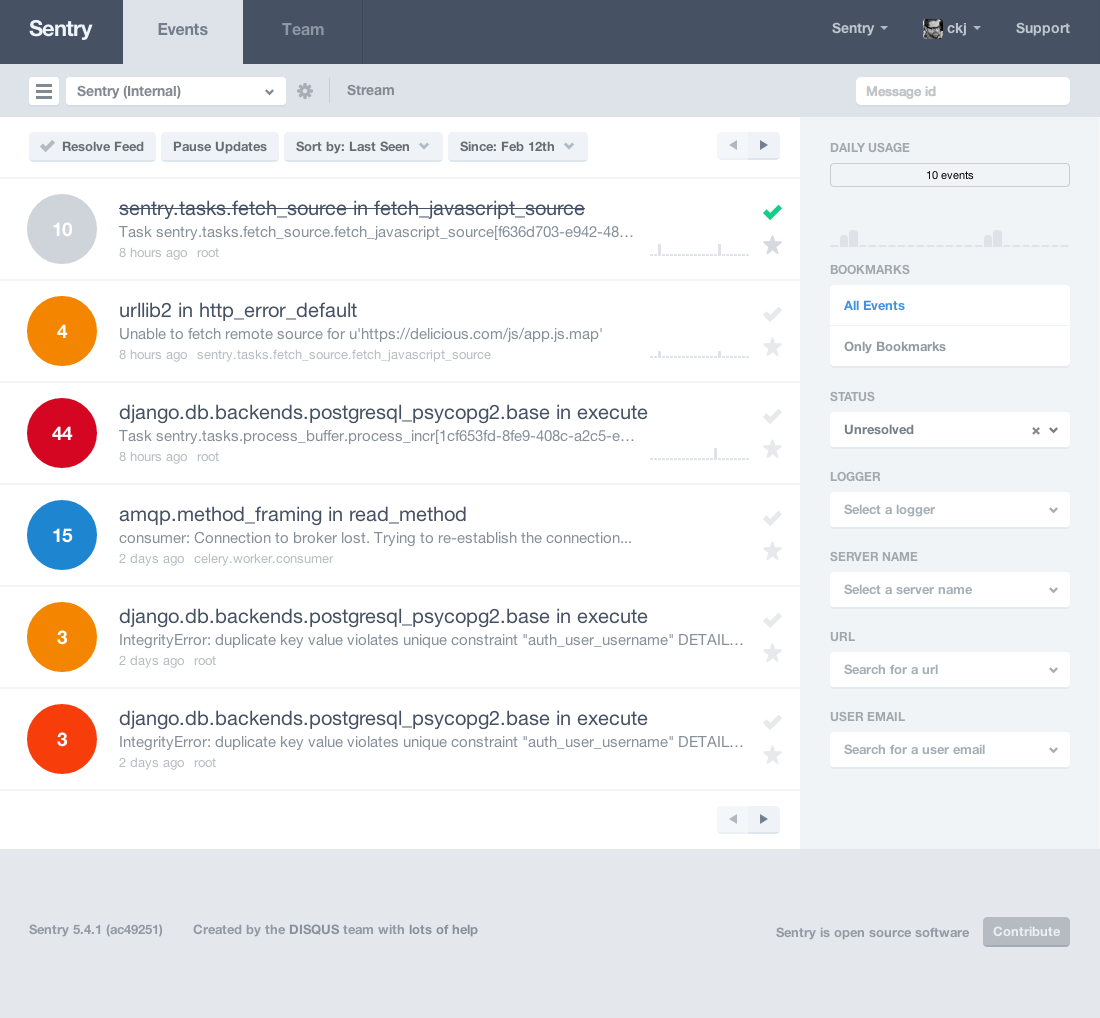 Sentry Events Team Sentry ckj Support
Sentry (Internal) Stream Message id
Resolve Feed Pause Updates Sort by: Last Seen Since: Feb 12th
10
sentry.tasks.fetch_source in fetch_javascript_source
Task sentry.tasks.fetch_source.fetch_javascript_source[f636d703-e942-48...
8 hours ago root
4
urllib2 in http_error_default
Unable to fetch remote source for u'https://delicious.com/js/app.js.map'
8 hours ago sentry.tasks.fetch_source.fetch_javascript_source
44
django.db.backends.postgresql_psycopg2.base in execute
Task sentry.tasks.process_buffer.process_incr[1cf653fd-8fe9-408c-a2c5-e...
8 hours ago root
15
amqp.method_framing in read_method
consumer: Connection to broker lost. Trying to re-establish the connection...
2 days ago celery.worker.consumer
3
django.db.backends.postgresql_psycopg2.base in execute
IntegrityError: duplicate key value violates unique constraint "auth_user_username" DETAIL...
2 days ago root
3
django.db.backends.postgresql_psycopg2.base in execute
IntegrityError: duplicate key value violates unique constraint "auth_user_username" DETAIL...
2 days ago root
DAILY USAGE
10 events
BOOKMARKS
All Events
Only Bookmarks
STATUS
Unresolved
LOGGER
Select a logger
SERVER NAME
Select a server name
URL
Search for a url
USER EMAIL
Search for a user email
Sentry 5.4.1 (ac49251) Created by the DISQUS team with lots of help
Sentry is open source software Contribute